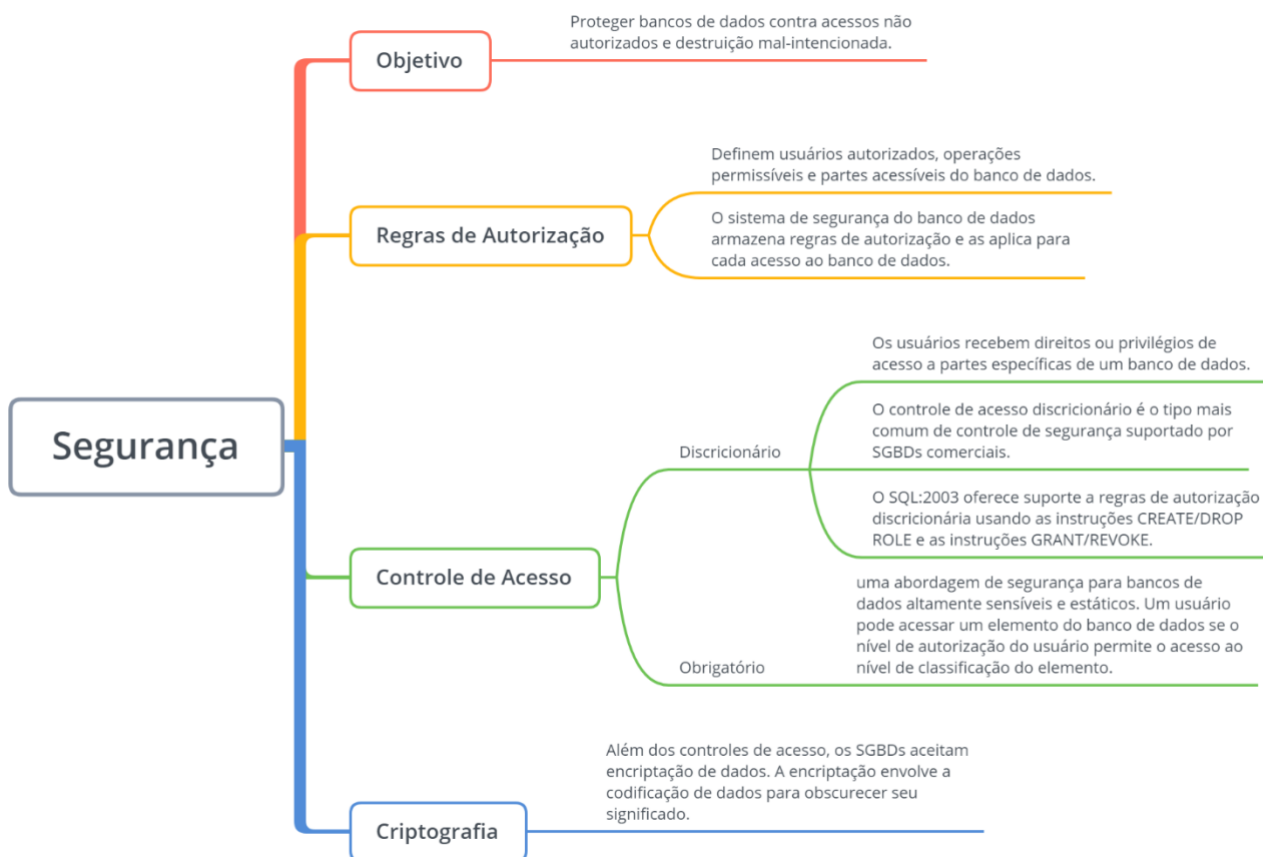 Segurança
Objetivo
Proteger bancos de dados contra acessos não
autorizados e destruição mal-intencionada.
Regras de Autorização
Definem usuários autorizados, operações
permissíveis e partes acessíveis do banco de dados.
O sistema de segurança do banco de dados
armazena regras de autorização e as aplica para
cada acesso ao banco de dados.
Controle de Acesso
Discricionário
Os usuários recebem direitos ou privilégios de
acesso a partes específicas de um banco de dados.
O controle de acesso discricionário é o tipo mais
comum de controle de segurança suportado por
SGBDs comerciais.
O SQL:2003 oferece suporte a regras de autorização
discricionária usando as instruções CREATE/DROP
ROLE e as instruções GRANT/REVOKE.
Obrigatório
uma abordagem de segurança para bancos de
dados altamente sensíveis e estáticos. Um usuário
pode acessar um elemento do banco de dados se o
nível de autorização do usuário permite o acesso ao
nível de classificação do elemento.
Criptografia
Além dos controles de acesso, os SGBDs aceitam
encriptação de dados. A encriptação envolve a
codificação de dados para obscurecer seu
significado.